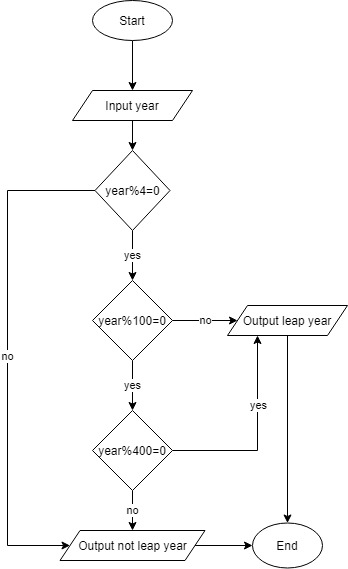 Start
Input year
year%4=0
yes
year%100=0
no
Output leap year
no
yes
yes
year%400=0
no
Output not leap year
End